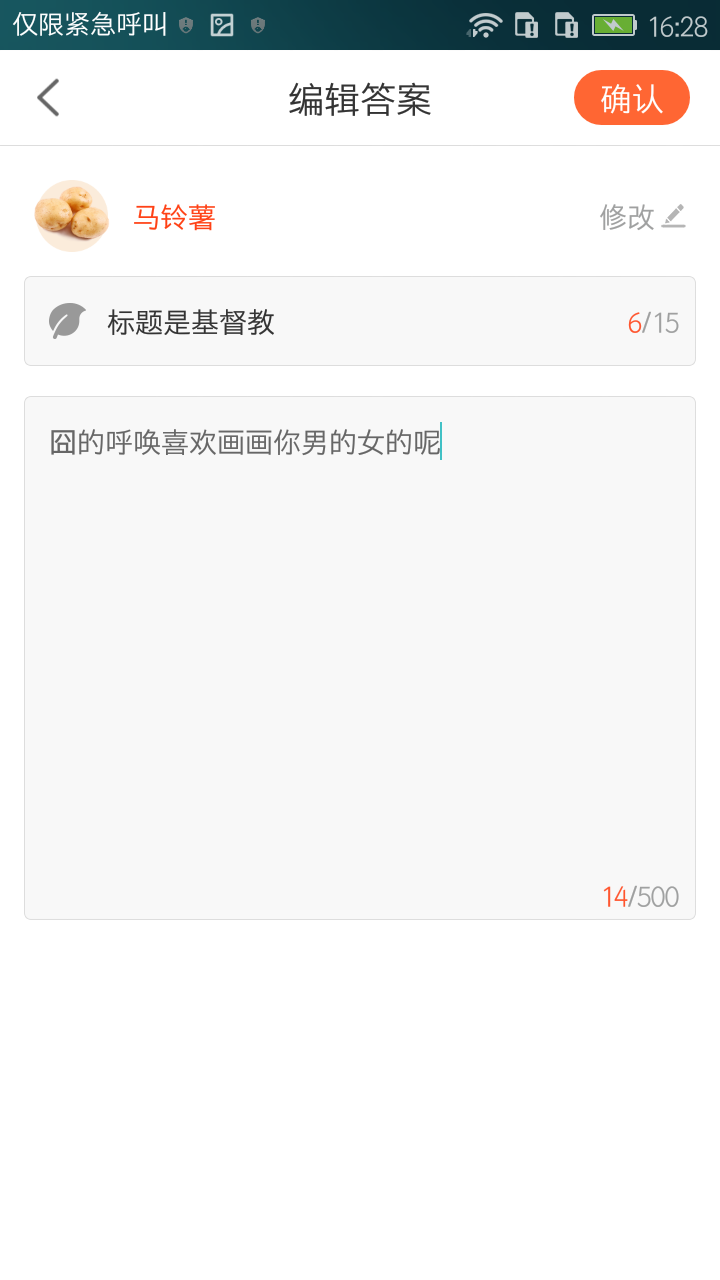 仅限紧急呼叫 16:28
编辑答案 确认
马铃薯 修改
标题是基督教 6/15
囧的呼唤喜欢画画你男的女的呢
14/500